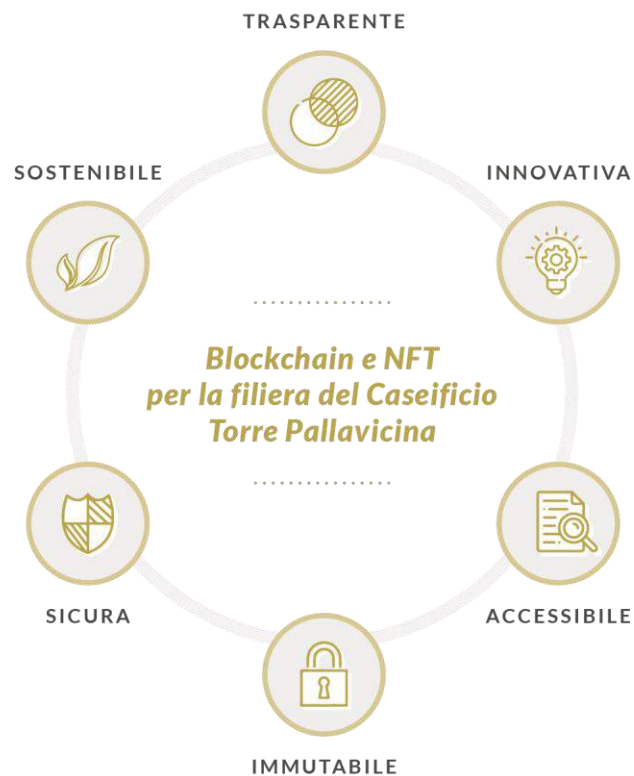 TRASPARENTE
SOSTENIBILE
INNOVATIVA
Blockchain e NFT
per la filiera del Caseificio
Torre Pallavicina
SICURA
ACCESSIBILE
IMMUTABILE